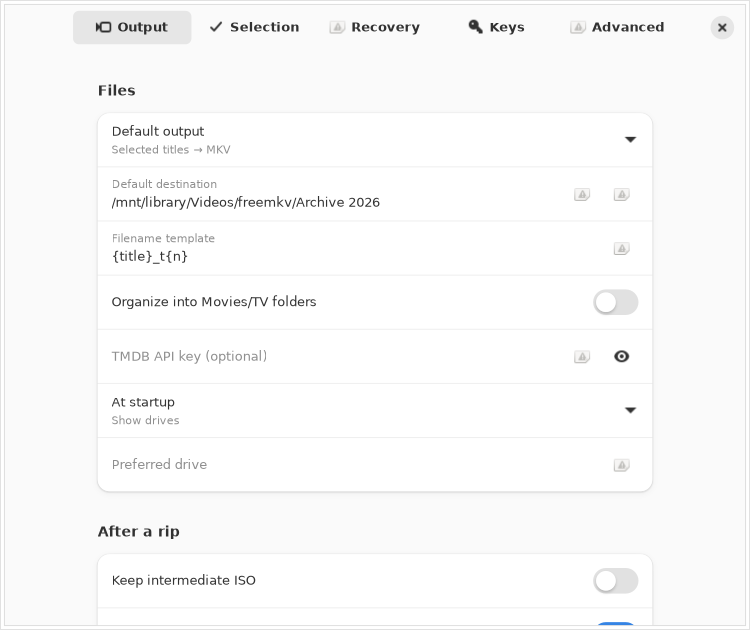 Output
Selection
Recovery
Keys
Advanced
Files
Default output
Selected titles → MKV
Default destination
/mnt/library/Videos/freemkv/Archive 2026
Filename template
{title}_t{n}
Organize into Movies/TV folders
TMDB API key (optional)
At startup
Show drives
Preferred drive
After a rip
Keep intermediate ISO